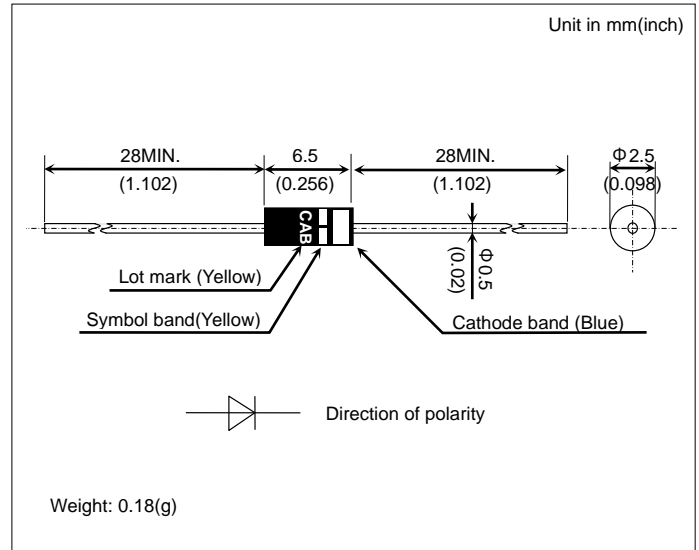 Unit in mm(inch)
28MIN.
(1.102)
6.5
(0.256)
28MIN.
(1.102)
Φ2.5
(0.098)
CAB
Φ0.5
(0.02)
Lot mark (Yellow)
Symbol band(Yellow)
Cathode band (Blue)
Direction of polarity
Weight: 0.18(g)